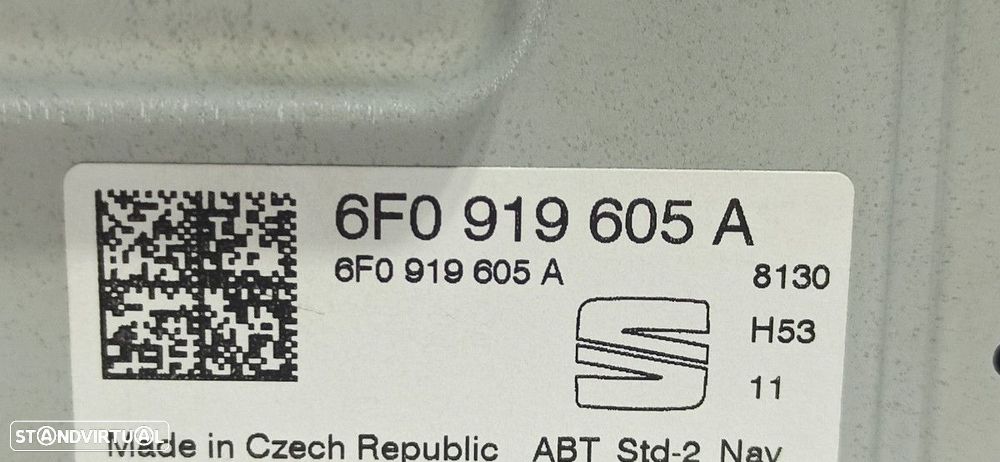 6F0 919 605 A
6F0 919 605 A
8130
H53
11
Made in Czech Republic ABT Std-2 Nav
STANDVIRTUAL